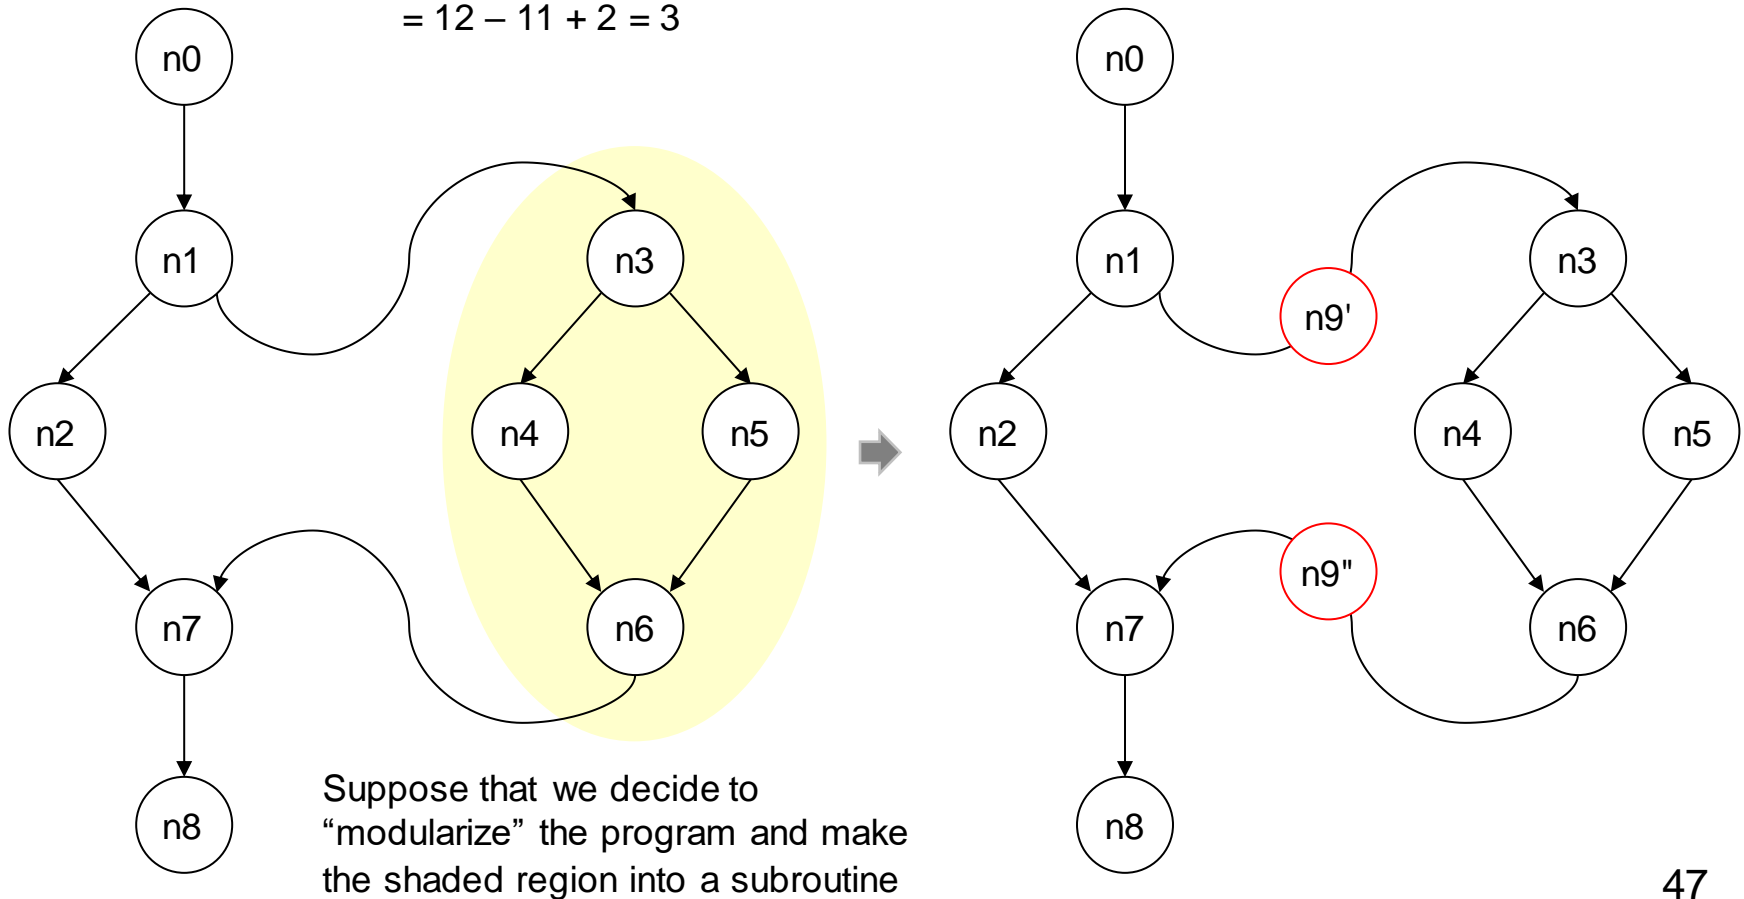 = 12 – 11 + 2 = 3
n0
n1
n3
n2
n4
n5
n7
n6
n8
n0
n1
n9'
n3
n2
n4
n5
n9"
n7
n6
n8
Suppose that we decide to
“modularize” the program and make
the shaded region into a subroutine
47